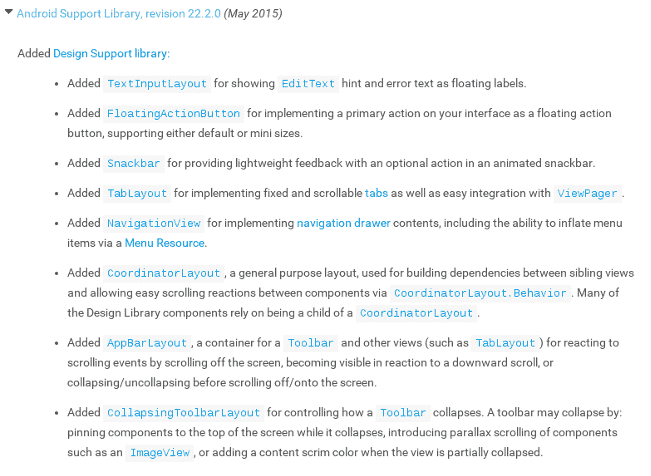 Android Support Library, revision 22.2.0 (May 2015)
Added Design Support library:
• Added TextInputLayout for showing EditText hint and error text as floating labels.
• Added FloatingActionButton for implementing a primary action on your interface as a floating action
button, supporting either default or mini sizes.
• Added Snackbar for providing lightweight feedback with an optional action in an animated snackbar.
• Added TabLayout for implementing fixed and scrollable tabs as well as easy integration with ViewPager.
• Added NavigationView for implementing navigation drawer contents, including the ability to inflate menu
items via a Menu Resource.
• Added CoordinatorLayout, a general purpose layout, used for building dependencies between sibling views
and allowing easy scrolling reactions between components via CoordinatorLayout.Behavior. Many of
the Design Library components rely on being a child of a CoordinatorLayout.
• Added AppBarLayout, a container for a Toolbar and other views (such as TabLayout) for reacting to
scrolling events by scrolling off the screen, becoming visible in reaction to a downward scroll, or
collapsing/uncollapsing before scrolling off/onto the screen.
• Added CollapsingToolbarLayout for controlling how a Toolbar collapses. A toolbar may collapse by:
pinning components to the top of the screen while it collapses, introducing parallax scrolling of components
such as an ImageView, or adding a content scrim color when the view is partially collapsed.